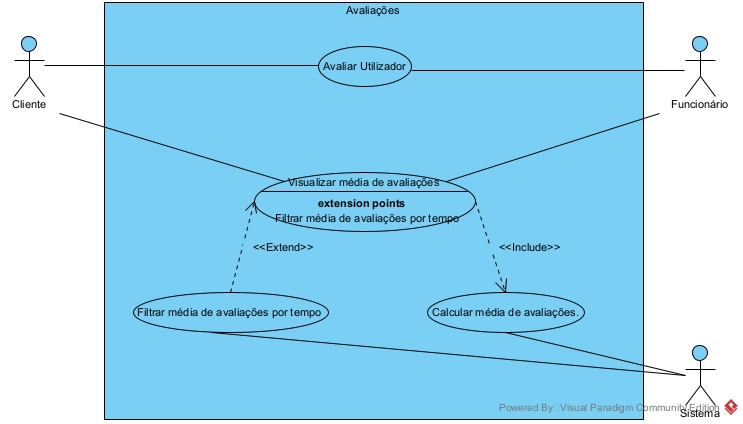 Avaliações
Avaliar Utilizador
Cliente
Funcionário
Visualizar média de avaliações
extension points
Filtrar média de avaliações por tempo
<<Extend>>
<<Include>>
Filtrar média de avaliações por tempo
Calcular média de avaliações.
Powered By: Visual Paradigm Community Edition
Sistema